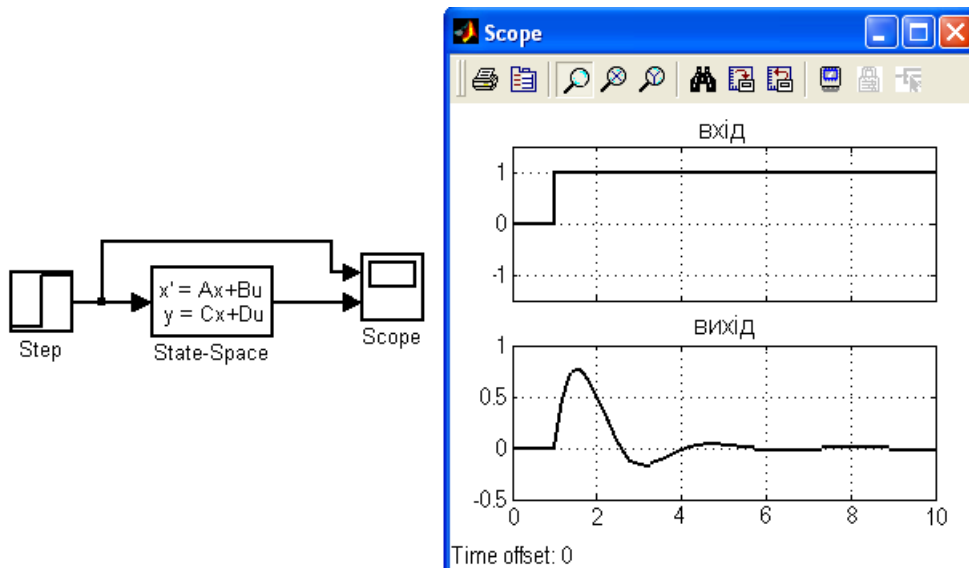 x' = Ax+Bu
y = Cx+Du
Step
State-Space
Scope
Scope
вхід
1
0
-1
вихід
1
0.5
0
-0.5
0 2 4 6 8 10
Time offset: 0